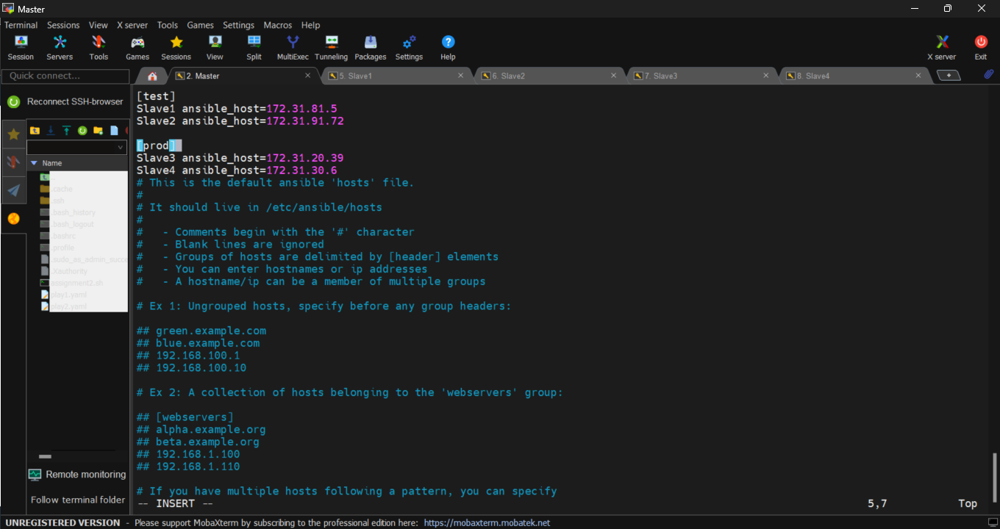 Master
Terminal Sessions View X server Tools Games Settings Macros Help
Session Servers Tools Games Sessions View Split MultiExec Tunneling Packages Settings Help X server Exit
Quick connect...
2. Master 5. Slave1 6. Slave2 7. Slave3 8. Slave4
Reconnect SSH-browser
Name
..
.cache
.ssh
.bash_history
.bash_logout
.bashrc
.profile
.sudo_as_admin_succe
.Xauthority
assignment2.sh
play1.yaml
play2.yaml
Remote monitoring
Follow terminal folder
[test]
Slave1 ansible_host=172.31.81.5
Slave2 ansible_host=172.31.91.72
[prod]
Slave3 ansible_host=172.31.20.39
Slave4 ansible_host=172.31.30.6
# This is the default ansible 'hosts' file.
#
# It should live in /etc/ansible/hosts
#
#   - Comments begin with the '#' character
#   - Blank lines are ignored
#   - Groups of hosts are delimited by [header] elements
#   - You can enter hostnames or ip addresses
#   - A hostname/ip can be a member of multiple groups
# Ex 1: Ungrouped hosts, specify before any group headers:
## green.example.com
## blue.example.com
## 192.168.100.1
## 192.168.100.10
# Ex 2: A collection of hosts belonging to the 'webservers' group:
## [webservers]
## alpha.example.org
## beta.example.org
## 192.168.1.100
## 192.168.1.110
# If you have multiple hosts following a pattern, you can specify
-- INSERT -- 5,7 Top
UNREGISTERED VERSION - Please support MobaXterm by subscribing to the professional edition here: https://mobaxterm.mobatek.net